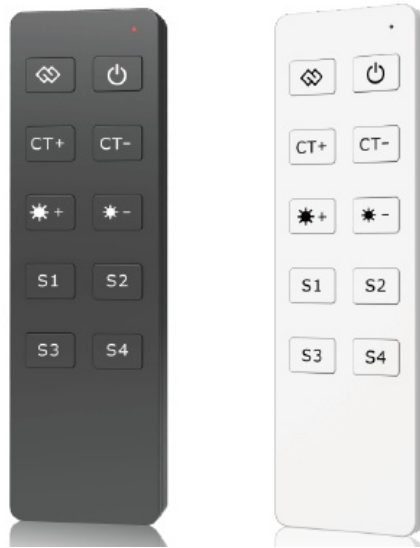 CT+ CT-
+ -
S1 S2
S3 S4
CT+ CT-
+ -
S1 S2
S3 S4